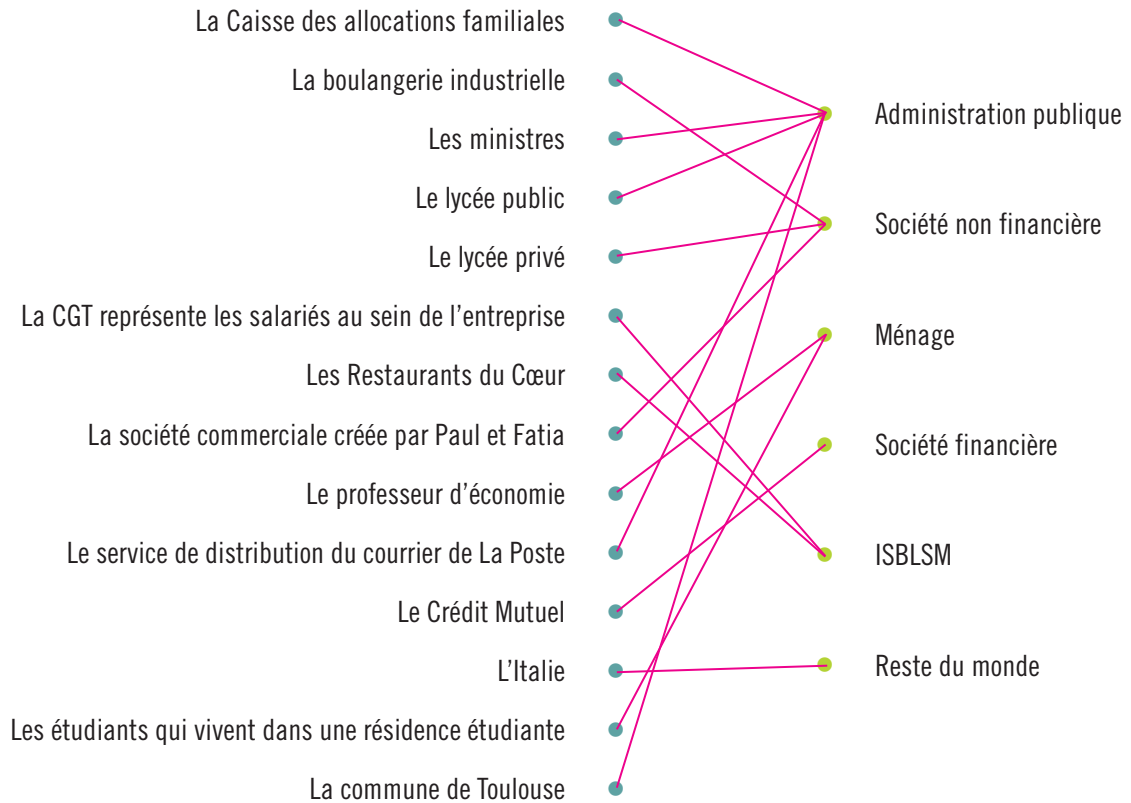 La Caisse des allocations familiales
La boulangerie industrielle
Les ministres
Le lycée public
Le lycée privé
La CGT représente les salariés au sein de l’entreprise
Les Restaurants du Cœur
La société commerciale créée par Paul et Fatia
Le professeur d’économie
Le service de distribution du courrier de La Poste
Le Crédit Mutuel
L’Italie
Les étudiants qui vivent dans une résidence étudiante
La commune de Toulouse
Administration publique
Société non financière
Ménage
Société financière
ISBLSM
Reste du monde